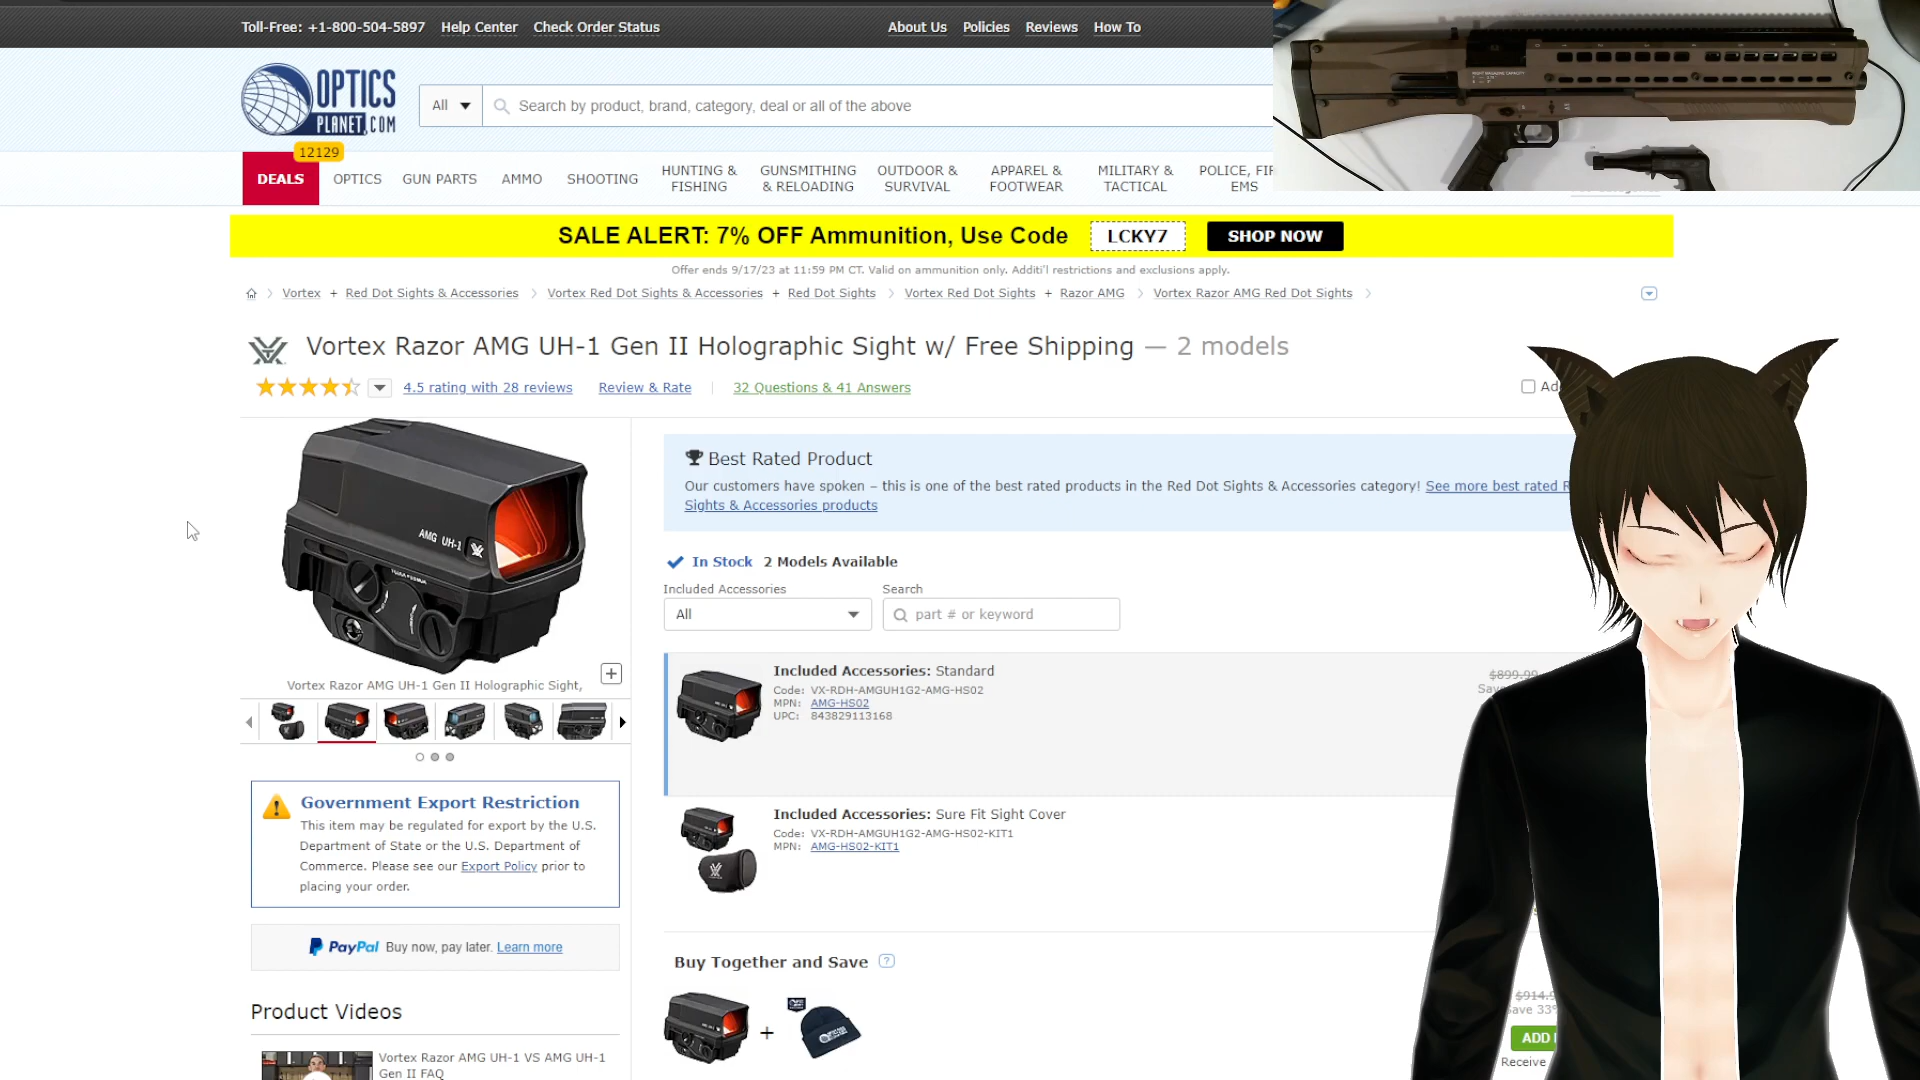 Toll-Free: +1-800-504-5897 Help Center Check Order Status About Us Policies Reviews How To
OPTICS
PLANET.COM
All Search by product, brand, category, deal or all of the above
12129
DEALS OPTICS GUN PARTS AMMO SHOOTING HUNTING & FISHING GUNSMITHING & RELOADING OUTDOOR & SURVIVAL APPAREL & FOOTWEAR MILITARY & TACTICAL POLICE, EMS
SALE ALERT: 7% OFF Ammunition, Use Code LCKY7 SHOP NOW
Offer ends 9/17/23 at 11:59 PM CT. Valid on ammunition only. Additi'l restrictions and exclusions apply.
Vortex + Red Dot Sights & Accessories Vortex Red Dot Sights & Accessories + Red Dot Sights Vortex Red Dot Sights + Razor AMG Vortex Razor AMG Red Dot Sights
Vortex Razor AMG UH-1 Gen II Holographic Sight w/ Free Shipping — 2 models
4.5 rating with 28 reviews Review & Rate 32 Questions & 41 Answers
AMG UH-1
Vortex Razor AMG UH-1 Gen II Holographic Sight,
Best Rated Product
Our customers have spoken – this is one of the best rated products in the Red Dot Sights & Accessories category! See more best rated
Sights & Accessories products
In Stock 2 Models Available
Included Accessories Search
All part # or keyword
Included Accessories: Standard
Code: VX-RDH-AMGUH1G2-AMG-HS02
MPN: AMG-HS02
UPC: 843829113168
$899.99
Included Accessories: Sure Fit Sight Cover
Code: VX-RDH-AMGUH1G2-AMG-HS02-KIT1
MPN: AMG-HS02-KIT1
Government Export Restriction
This item may be regulated for export by the U.S.
Department of State or the U.S. Department of
Commerce. Please see our Export Policy prior to
placing your order.
PayPal Buy now, pay later. Learn more
Buy Together and Save ?
+
33%
ADD
Receive
Product Videos
Vortex Razor AMG UH-1 VS AMG UH-1
Gen II FAQ